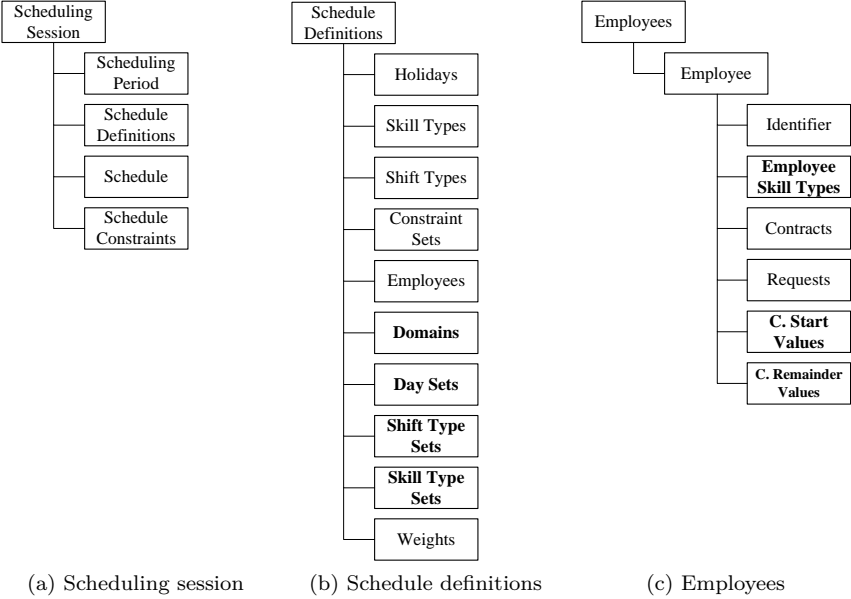 Scheduling
Session
Scheduling
Period
Schedule
Definitions
Schedule
Schedule
Constraints
(a) Scheduling session
Schedule
Definitions
Holidays
Skill Types
Shift Types
Constraint
Sets
Employees
Domains
Day Sets
Shift Type
Sets
Skill Type
Sets
Weights
(b) Schedule definitions
Employees
Employee
Identifier
Employee
Skill Types
Contracts
Requests
C. Start
Values
C. Remainder
Values
(c) Employees